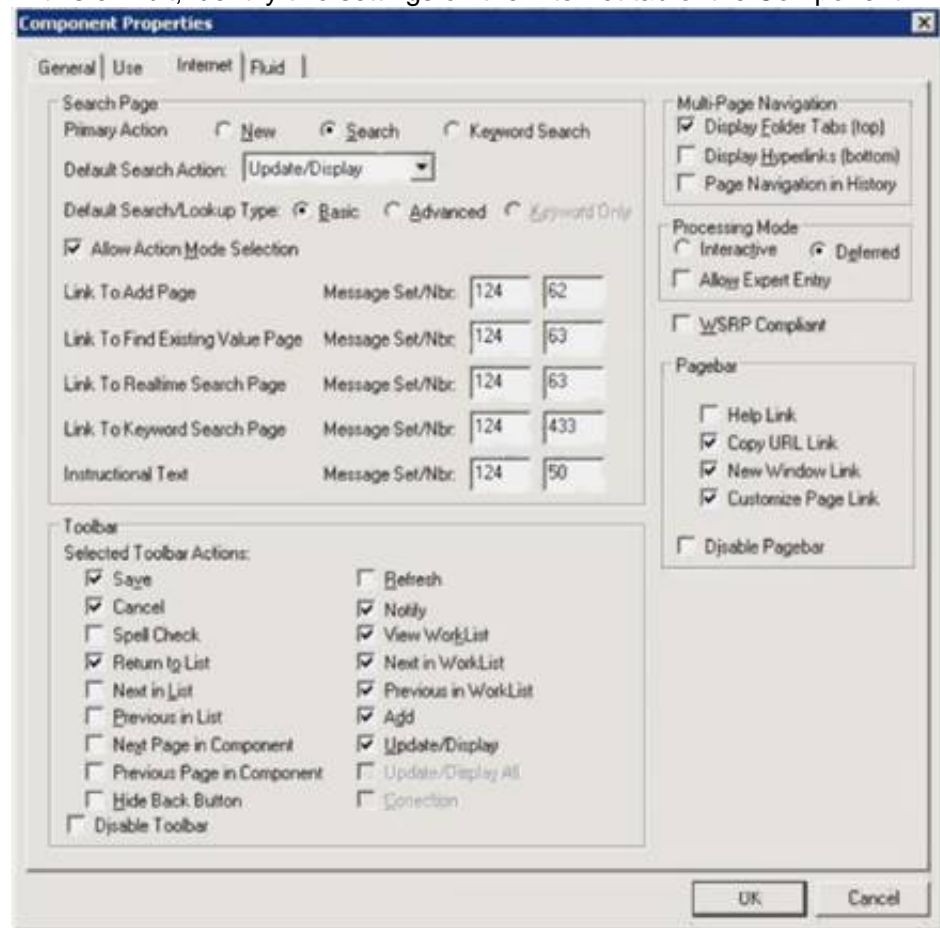 Component Properties
General Use Internet Fluid
Search Page
Primary Action New Search Keyword Search
Default Search Action: Update/Display
Default Search/Lookup Type: Basic Advanced Keyword Only
Allow Action Mode Selection
Link To Add Page Message Set/Nbr: 124 62
Link To Find Existing Value Page Message Set/Nbr: 124 63
Link To Realtime Search Page Message Set/Nbr: 124 63
Link To Keyword Search Page Message Set/Nbr: 124 433
Instructional Text Message Set/Nbr: 124 50
Multi-Page Navigation
Display Folder Tabs (top)
Display Hyperlinks (bottom)
Page Navigation in History
Processing Mode
Interactive Deferred
Allow Expert Entry
WSRP Compliant
Pagebar
Help Link
Copy URL Link
New Window Link
Customize Page Link
Disable Pagebar
Toolbar
Selected Toolbar Actions:
Save Refresh
Cancel Notify
Spell Check View WorkList
Return to List Next in WorkList
Next in List Previous in WorkList
Previous in List Add
Next Page in Component Update/Display
Previous Page in Component Update/Display All
Hide Back Button Correction
Disable Toolbar
OK Cancel